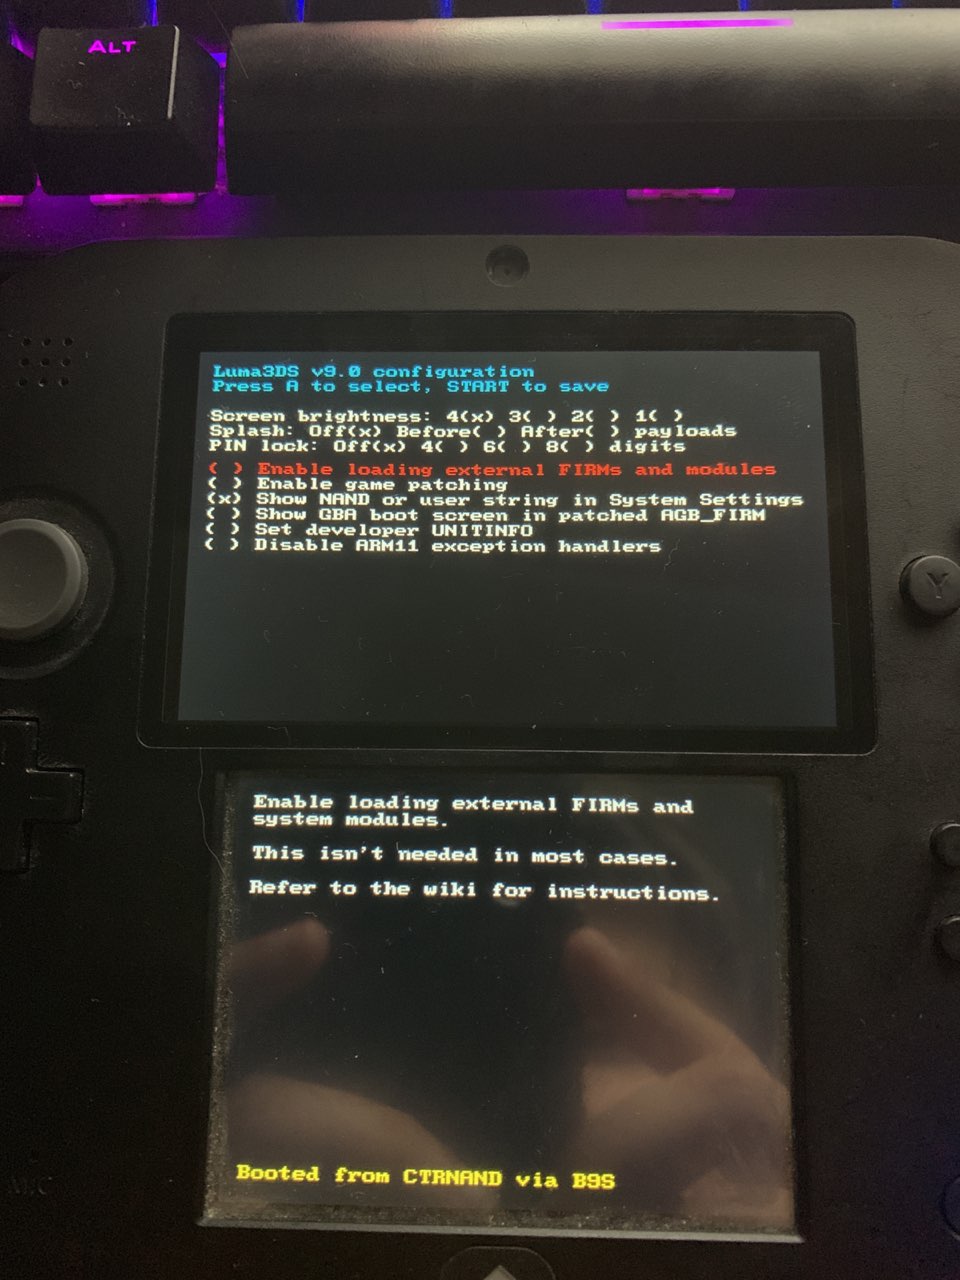 ALT
Luma3DS v9.0 configuration
Press A to select, START to save
Screen brightness: 4(x) 3( ) 2( ) 1( )
Splash: Off(x) Before( ) After( ) payloads
PIN lock: Off(x) 4( ) 6( ) 8( ) digits
( ) Enable loading external FIRMs and modules
( ) Enable game patching
(x) Show NAND or user string in System Settings
( ) Show GBA boot screen in patched AGB_FIRM
( ) Set developer UNITINFO
( ) Disable ARM11 exception handlers
Y
Enable loading external FIRMs and
system modules.
This isn't needed in most cases.
Refer to the wiki for instructions.
Booted from CTRNAND via B9S